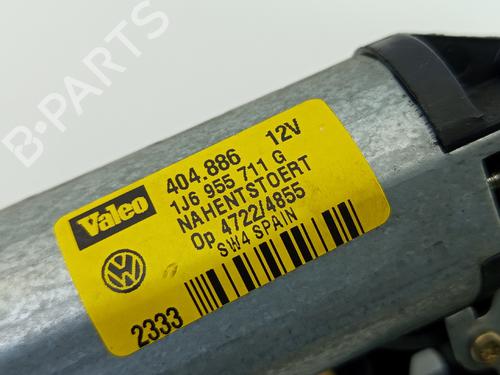 B-PARTS
Valeo
404.886 12V
1J6 955 711 G
NAHENTSTOERT
Op 4722/4855
SW4 SPAIN
2333